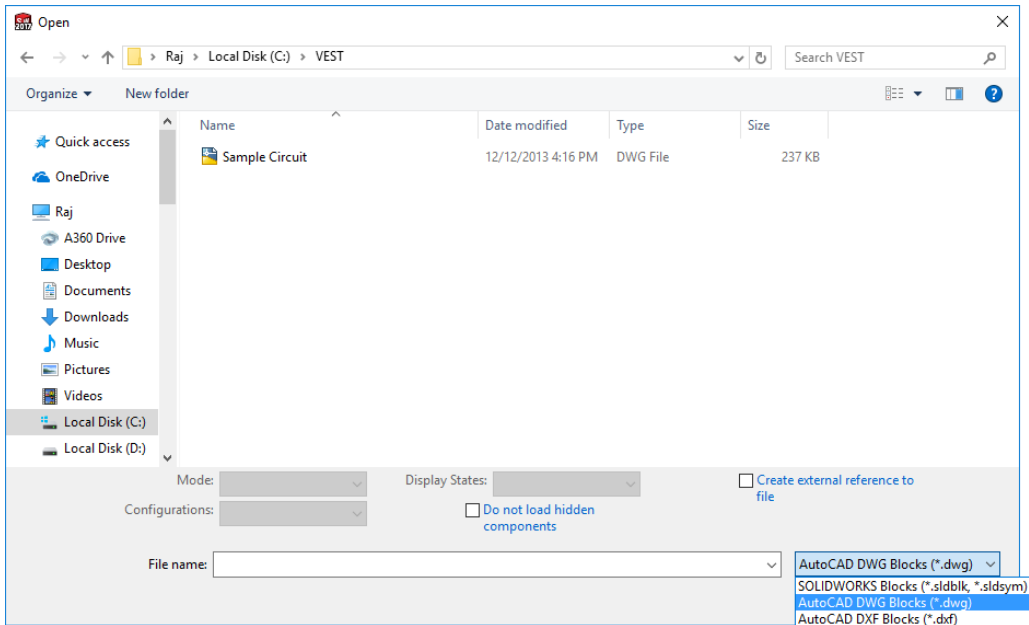 SW 2017 Open
Raj Local Disk (C:) VEST Search VEST
Organize New folder ?
Name Date modified Type Size
Quick access
Sample Circuit 12/12/2013 4:16 PM DWG File 237 KB
OneDrive
Raj
A360 Drive
Desktop
Documents
Downloads
Music
Pictures
Videos
Local Disk (C:)
Local Disk (D:)
Mode: Display States: Create external reference to
file
Configurations: Do not load hidden
components
File name: AutoCAD DWG Blocks (*.dwg)
SOLIDWORKS Blocks (*.sldblk, *.sldsym)
AutoCAD DWG Blocks (*.dwg)
AutoCAD DXF Blocks (*.dxf)